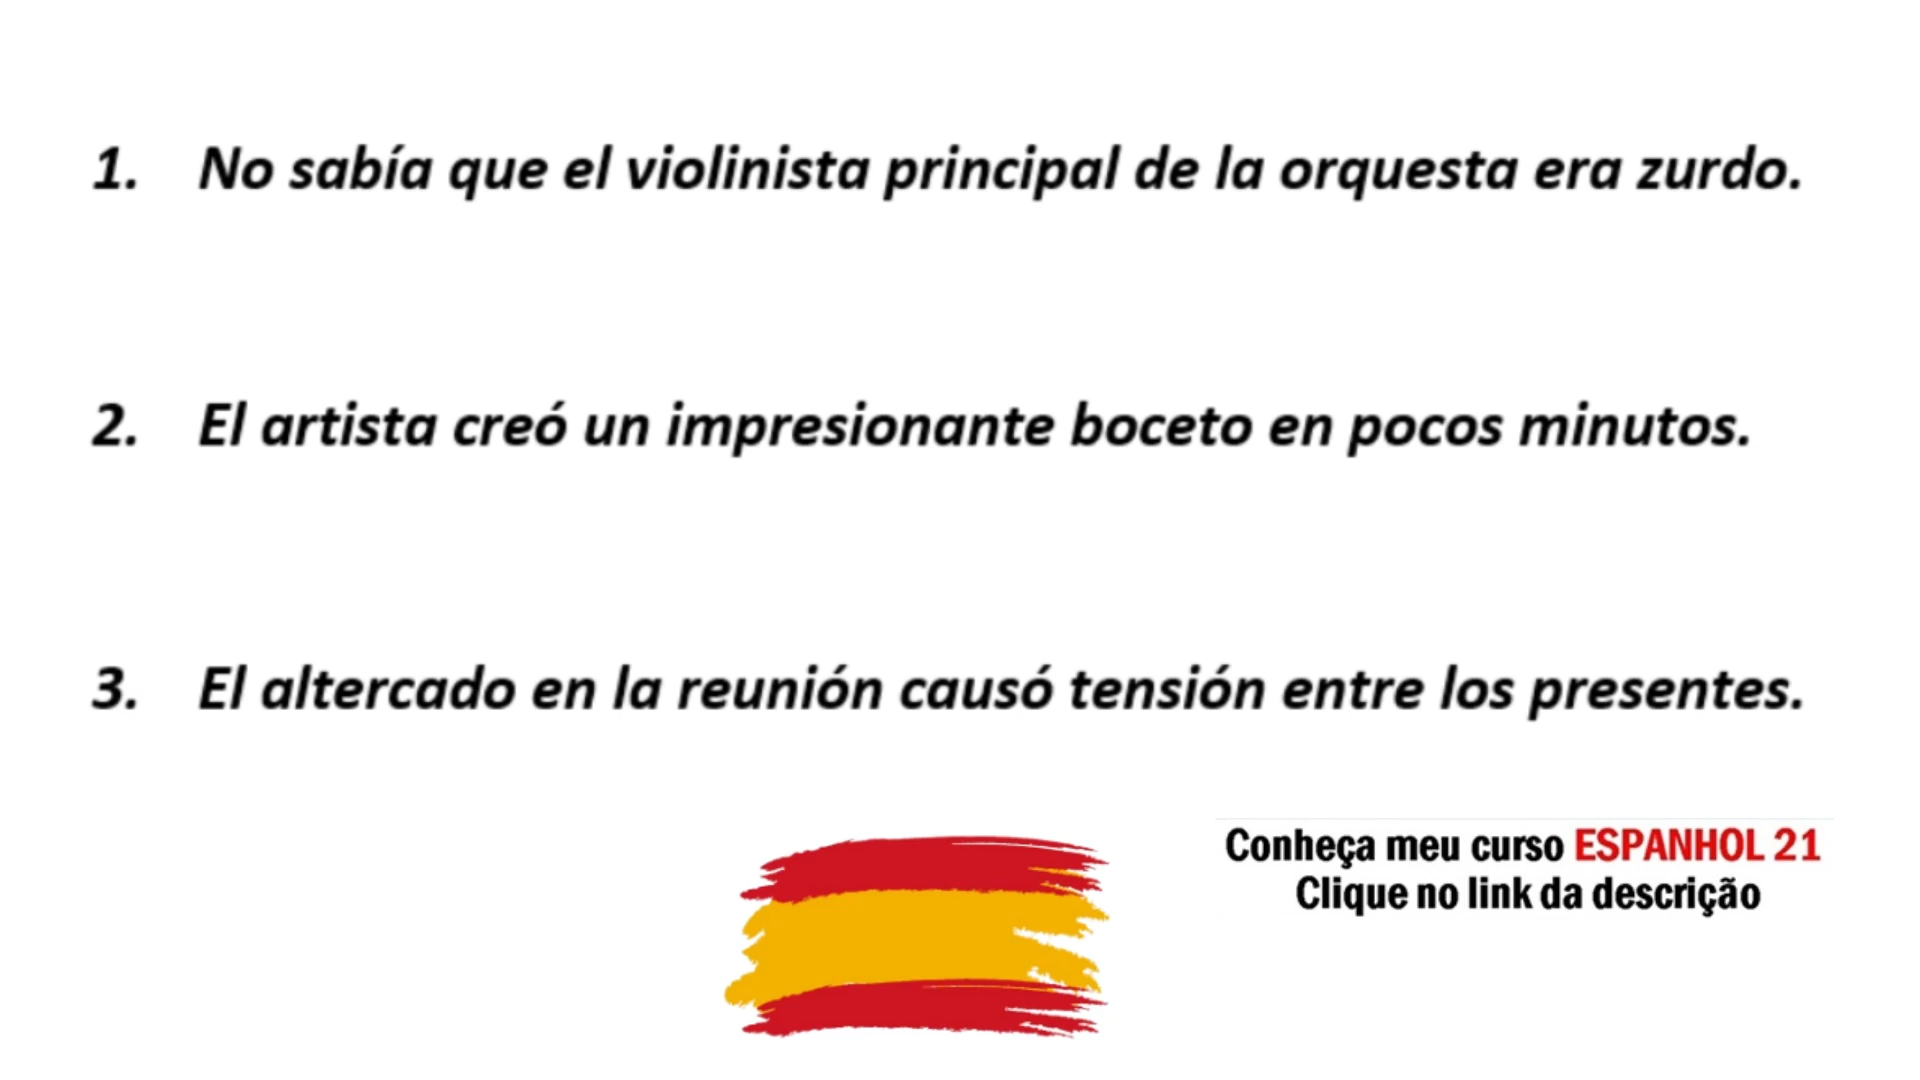 1. No sabía que el violinista principal de la orquesta era zurdo.
2. El artista creó un impresionante boceto en pocos minutos.
3. El altercado en la reunión causó tensión entre los presentes.
Conheça meu curso ESPANHOL 21
Clique no link da descrição